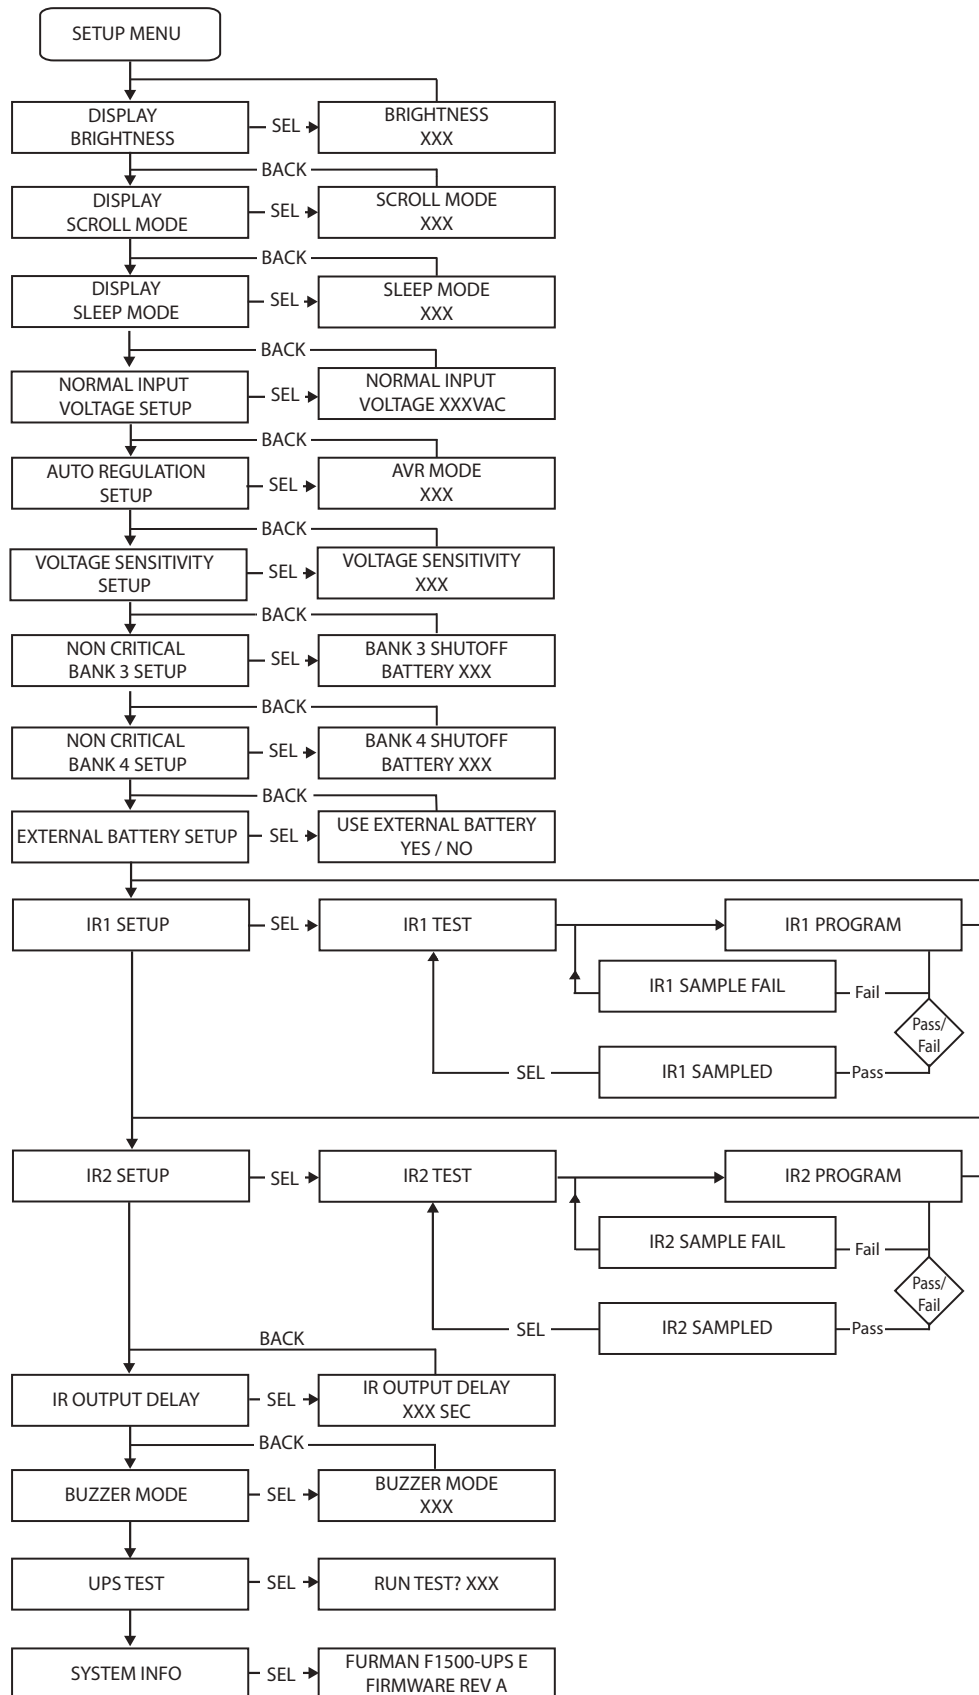 SETUP MENU
DISPLAY
BRIGHTNESS
SEL
BRIGHTNESS
XXX
BACK
DISPLAY
SCROLL MODE
SEL
SCROLL MODE
XXX
BACK
DISPLAY
SLEEP MODE
SEL
SLEEP MODE
XXX
BACK
NORMAL INPUT
VOLTAGE SETUP
SEL
NORMAL INPUT
VOLTAGE XXXVAC
BACK
AUTO REGULATION
SETUP
SEL
AVR MODE
XXX
BACK
VOLTAGE SENSITIVITY
SETUP
SEL
VOLTAGE SENSITIVITY
XXX
BACK
NON CRITICAL
BANK 3 SETUP
SEL
BANK 3 SHUTOFF
BATTERY XXX
BACK
NON CRITICAL
BANK 4 SETUP
SEL
BANK 4 SHUTOFF
BATTERY XXX
BACK
EXTERNAL BATTERY SETUP
SEL
USE EXTERNAL BATTERY
YES / NO
IR1 SETUP
SEL
IR1 TEST
IR1 PROGRAM
IR1 SAMPLE FAIL
Fail
Pass/
Fail
SEL
IR1 SAMPLED
Pass
IR2 SETUP
SEL
IR2 TEST
IR2 PROGRAM
IR2 SAMPLE FAIL
Fail
Pass/
Fail
SEL
IR2 SAMPLED
Pass
BACK
IR OUTPUT DELAY
SEL
IR OUTPUT DELAY
XXX SEC
BACK
BUZZER MODE
SEL
BUZZER MODE
XXX
UPS TEST
SEL
RUN TEST? XXX
SYSTEM INFO
SEL
FURMAN F1500-UPS E
FIRMWARE REV A